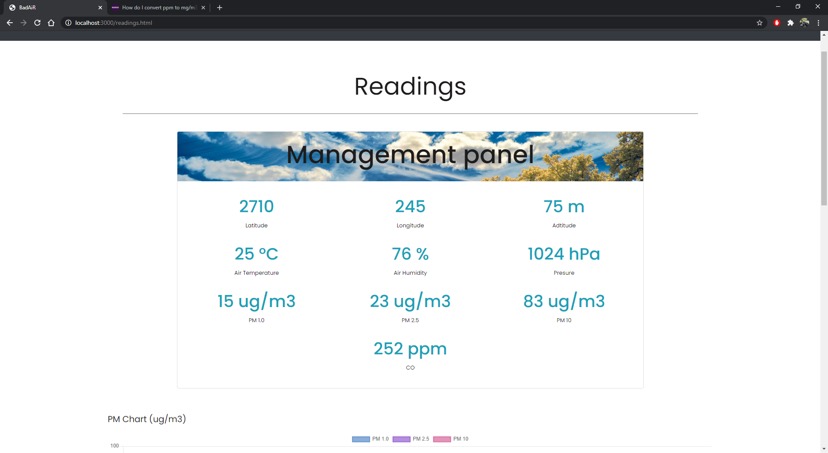 BadAiR
How do I convert ppm to mg/m
localhost:3000/readings.html
Readings
Management panel
2710 245 75 m
Latitude Longitude Adtitude
25 °C 76 % 1024 hPa
Air Temperature Air Humidity Presure
15 ug/m3 23 ug/m3 83 ug/m3
PM 1.0 PM 2.5 PM 10
252 ppm
CO
PM Chart (ug/m3)
PM 1.0 PM 2.5 PM 10
100